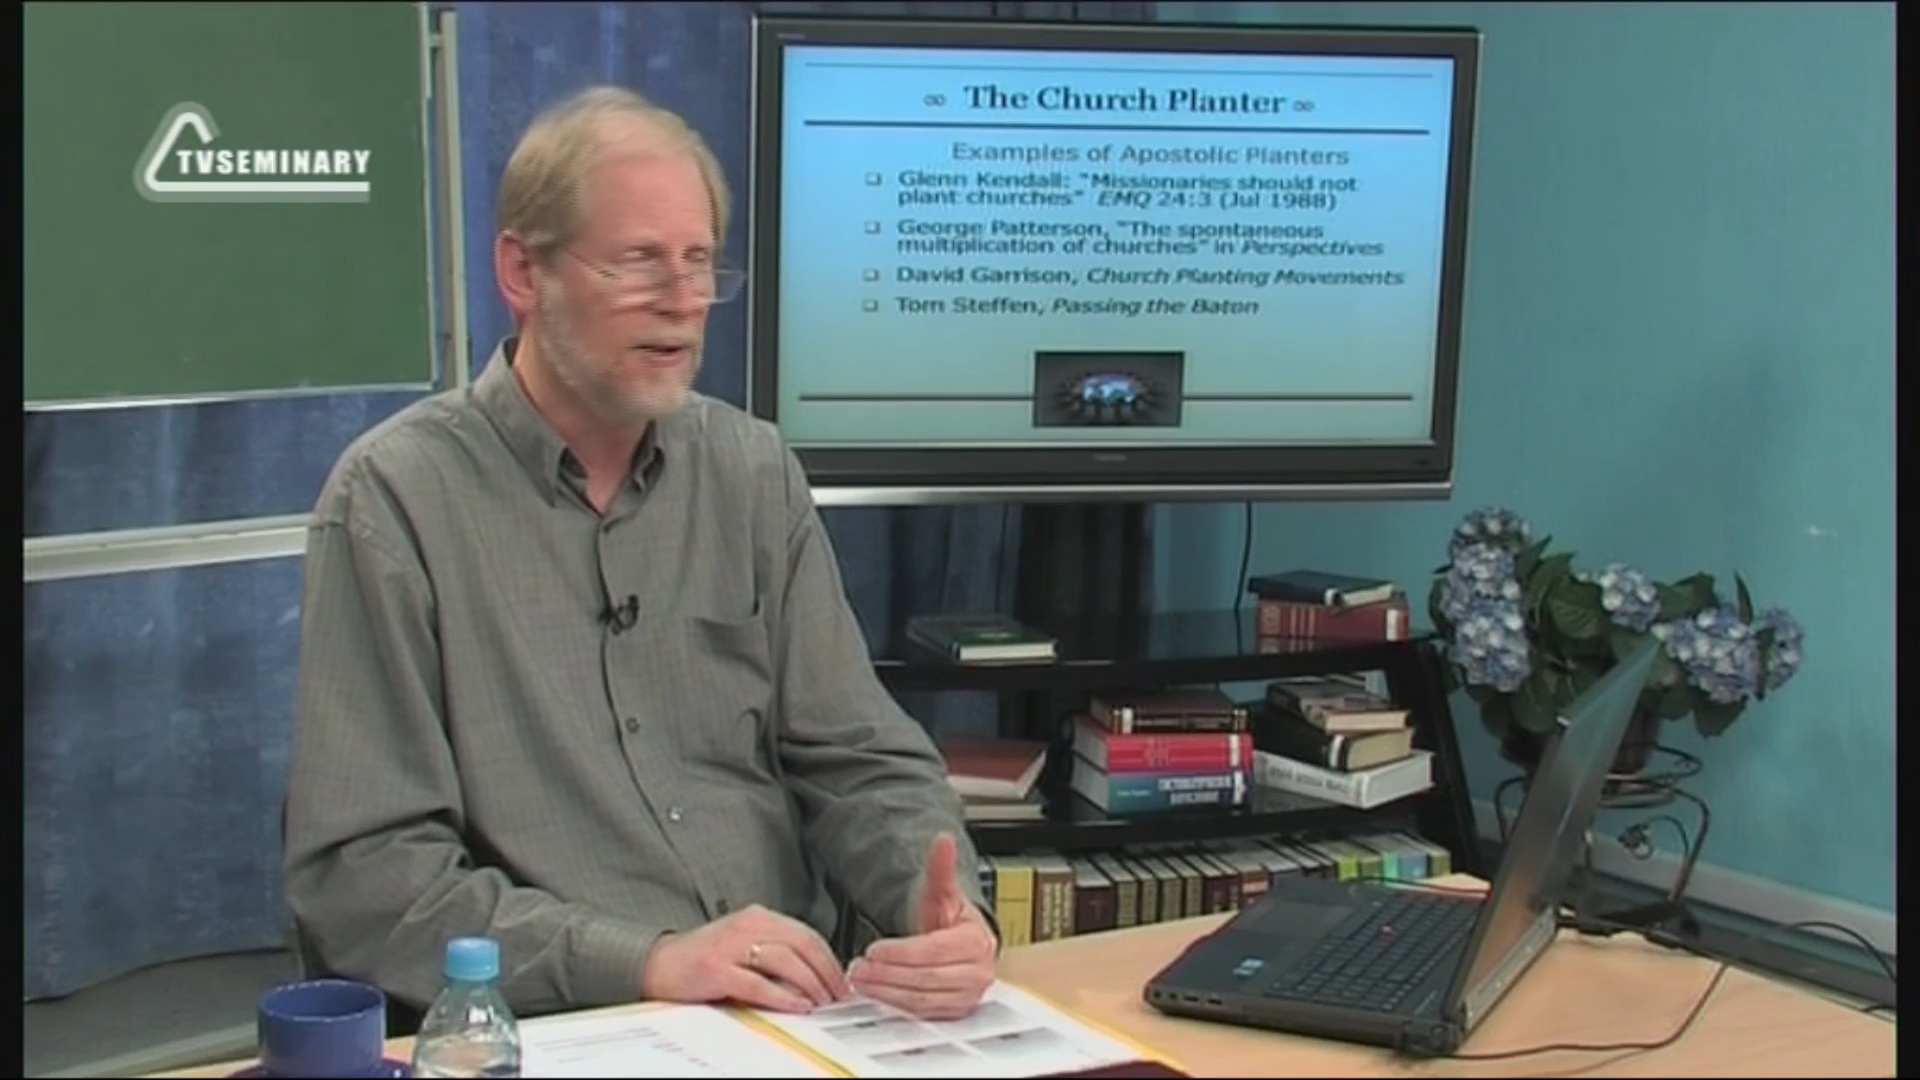 TVSEMINARY
The Church Planter
Examples of Apostolic Planters
Glenn Kendall: "Missionaries should not
plant churches" EMQ 24:3 (Jul 1988)
George Patterson, "The spontaneous
multiplication of churches" in Perspectives
David Garrison, Church Planting Movements
Tom Steffen, Passing the Baton